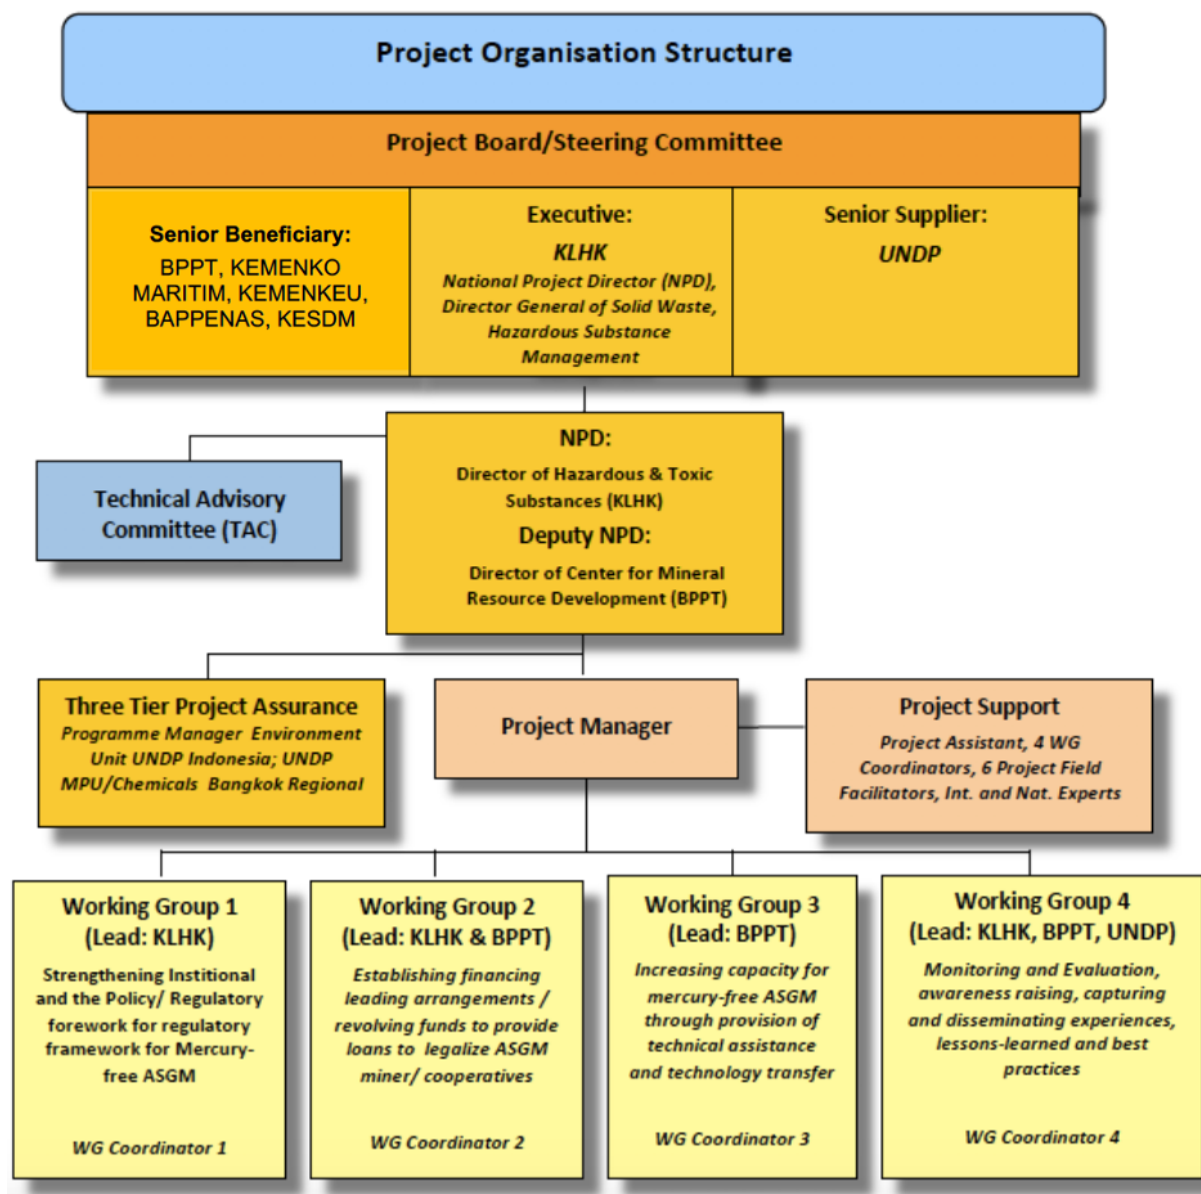 Project Organisation Structure
Project Board/Steering Committee
Senior Beneficiary:
BPPT, KEMENKO
MARITIM, KEMENKEU,
BAPPENAS, KESDM
Executive:
KLHK
National Project Director (NPD),
Director General of Solid Waste,
Hazardous Substance
Management
Senior Supplier:
UNDP
NPD:
Director of Hazardous & Toxic
Substances (KLHK)
Deputy NPD:
Director of Center for Mineral
Resource Development (BPPT)
Technical Advisory
Committee (TAC)
Three Tier Project Assurance
Programme Manager Environment
Unit UNDP Indonesia; UNDP
MPU/Chemicals Bangkok Regional
Project Manager
Project Support
Project Assistant, 4 WG
Coordinators, 6 Project Field
Facilitators, Int. and Nat. Experts
Working Group 1
(Lead: KLHK)
Strengthening Institional
and the Policy/ Regulatory
forework for regulatory
framework for Mercury-
free ASGM
WG Coordinator 1
Working Group 2
(Lead: KLHK & BPPT)
Establishing financing
leading arrangements /
revolving funds to provide
loans to legalize ASGM
miner/ cooperatives
WG Coordinator 2
Working Group 3
(Lead: BPPT)
Increasing capacity for
mercury-free ASGM
through provision of
technical assistance
and technology transfer
WG Coordinator 3
Working Group 4
(Lead: KLHK, BPPT, UNDP)
Monitoring and Evaluation,
awareness raising, capturing
and disseminating experiences,
lessons-learned and best
practices
WG Coordinator 4